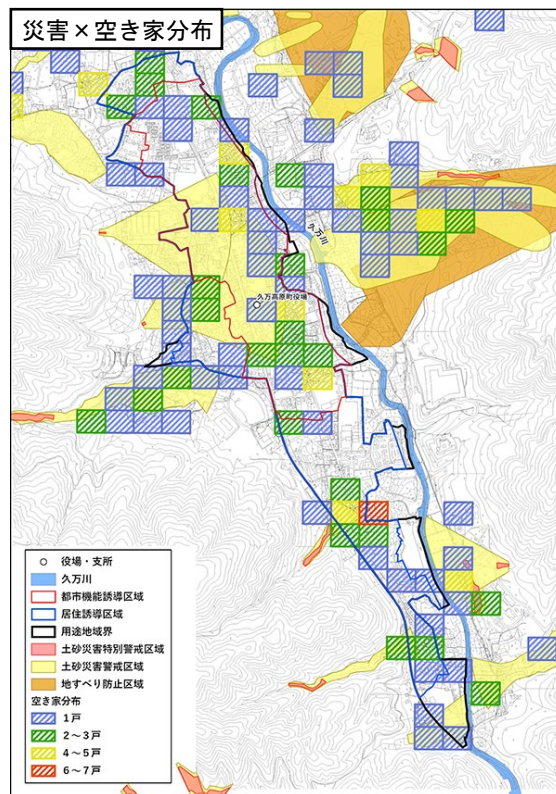 災害×空き家分布
久万川
久万高原町役場
役場・支所
久万川
都市機能誘導区域
居住誘導区域
用途地域界
土砂災害特別警戒区域
土砂災害警戒区域
地すべり防止区域
空き家分布
1戸
2～3戸
4～5戸
6～7戸